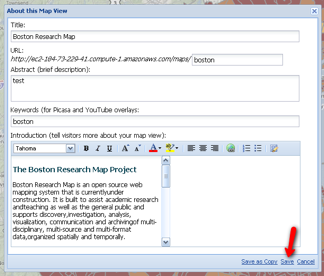 About this Map View
Title:
Boston Research Map
URL:
http://ec2-184-73-229-41.compute-1.amazonaws.com/maps/ boston
Abstract (brief description):
test
Keywords (for Picasa and YouTube overlays:
boston
Introduction (tell visitors more about your map view):
Tahoma B I U A A A
The Boston Research Map Project
Boston Research Map is an open source web
mapping system that is currentlyunder
construction. It is built to assist academic research
andteaching as well as the general public and
supports discovery,investigation, analysis,
visualization, communication and archivingof multi-
disciplinary, multi-source and multi-format
data,organized spatially and temporally.
Save as Copy Save Cancel